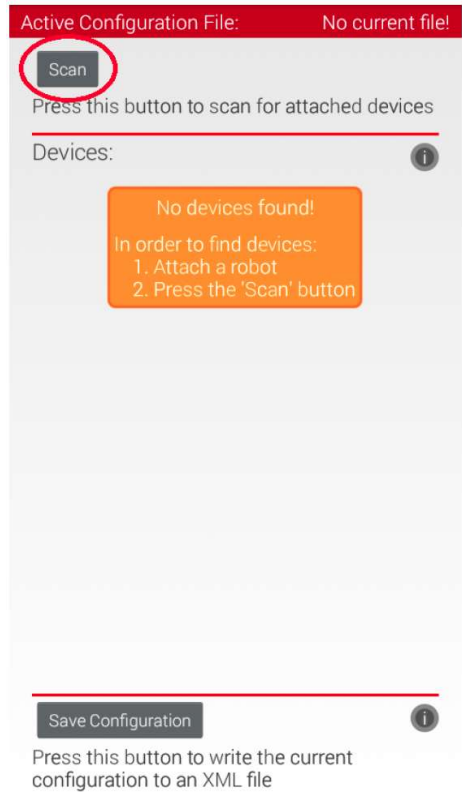 Active Configuration File: No current file!
Scan
Press this button to scan for attached devices
Devices:
No devices found!
In order to find devices:
1. Attach a robot
2. Press the 'Scan' button
Save Configuration
Press this button to write the current
configuration to an XML file